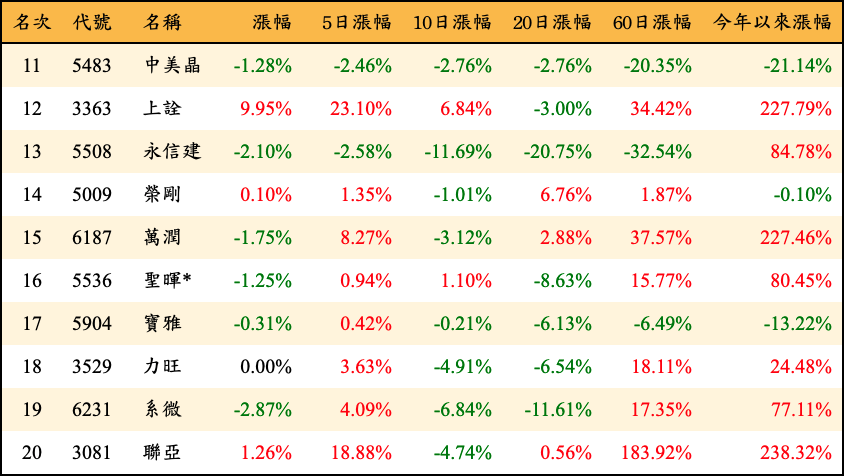 名次 代號 名稱 漲幅 5日漲幅 10日漲幅 20日漲幅 60日漲幅 今年以來漲幅
11 5483 中美晶 -1.28% -2.46% -2.76% -2.76% -20.35% -21.14%
12 3363 上詮 9.95% 23.10% 6.84% -3.00% 34.42% 227.79%
13 5508 永信建 -2.10% -2.58% -11.69% -20.75% -32.54% 84.78%
14 5009 榮剛 0.10% 1.35% -1.01% 6.76% 1.87% -0.10%
15 6187 萬潤 -1.75% 8.27% -3.12% 2.88% 37.57% 227.46%
16 5536 聖暉* -1.25% 0.94% 1.10% -8.63% 15.77% 80.45%
17 5904 寶雅 -0.31% 0.42% -0.21% -6.13% -6.49% -13.22%
18 3529 力旺 0.00% 3.63% -4.91% -6.54% 18.11% 24.48%
19 6231 系微 -2.87% 4.09% -6.84% -11.61% 17.35% 77.11%
20 3081 聯亞 1.26% 18.88% -4.74% 0.56% 183.92% 238.32%